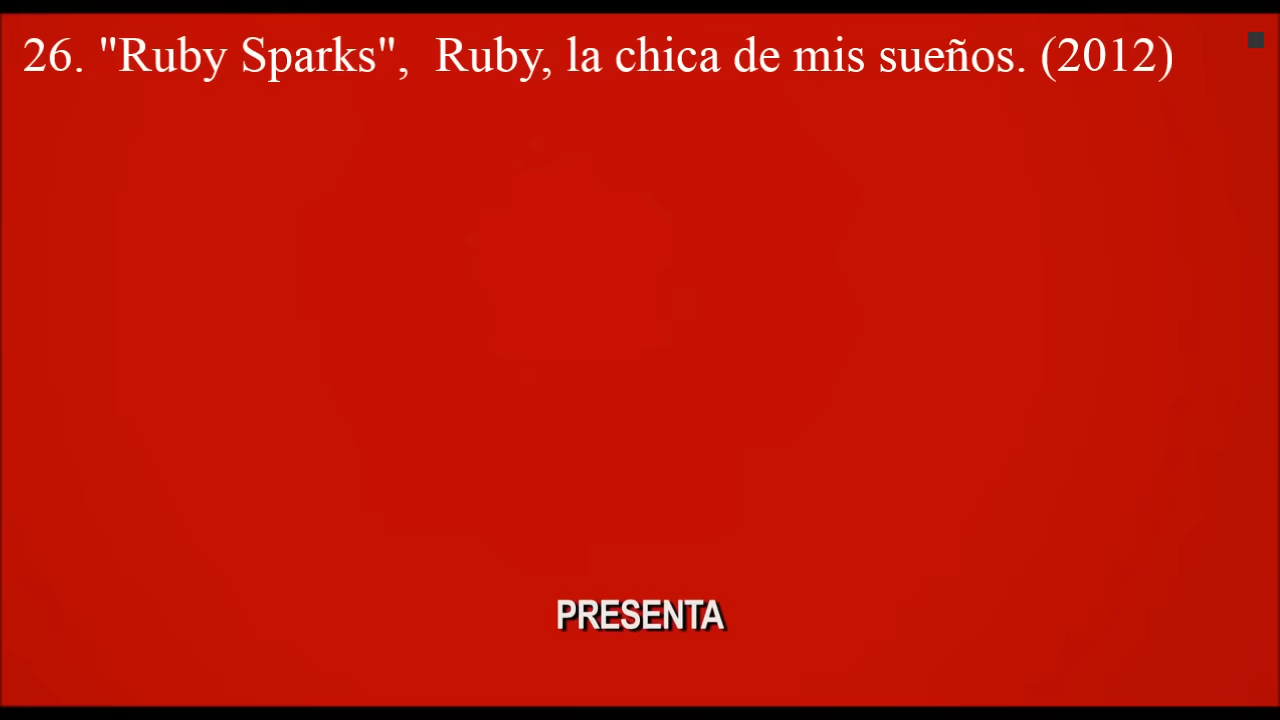 26. "Ruby Sparks",  Ruby, la chica de mis sueños. (2012)
PRESENTA